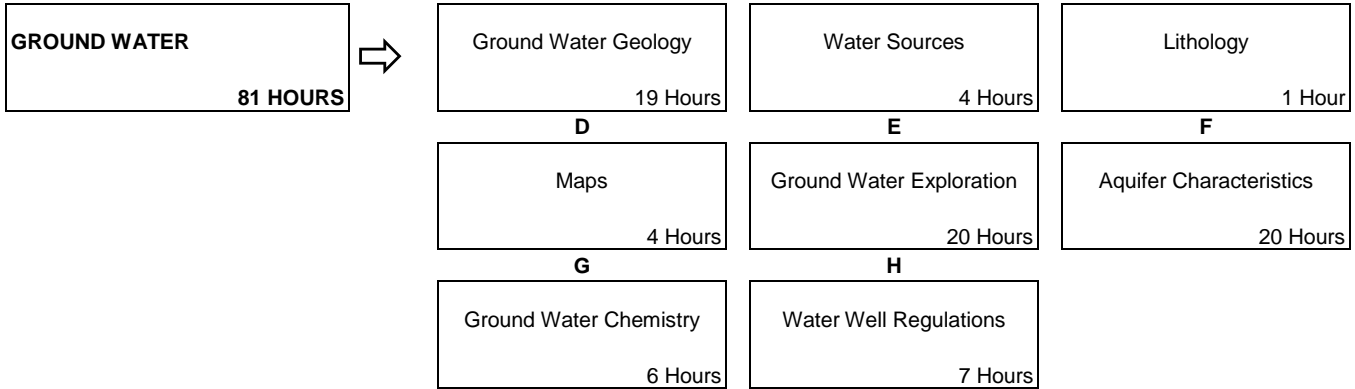 GROUND WATER
81 HOURS
Ground Water Geology
19 Hours
Water Sources
4 Hours
Lithology
1 Hour
D
E
F
Maps
4 Hours
Ground Water Exploration
20 Hours
Aquifer Characteristics
20 Hours
G
H
Ground Water Chemistry
6 Hours
Water Well Regulations
7 Hours